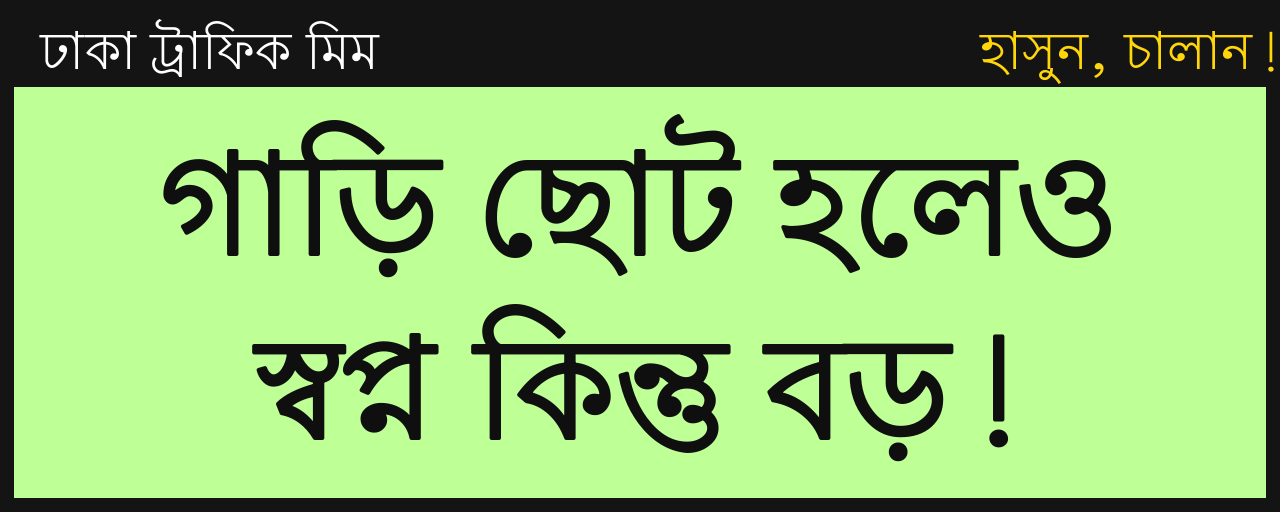 ঢাকা ট্রাফিক মিম
হাসুন, চালান!
গাড়ি ছোট হলেও
স্বপ্ন কিন্তু বড়!